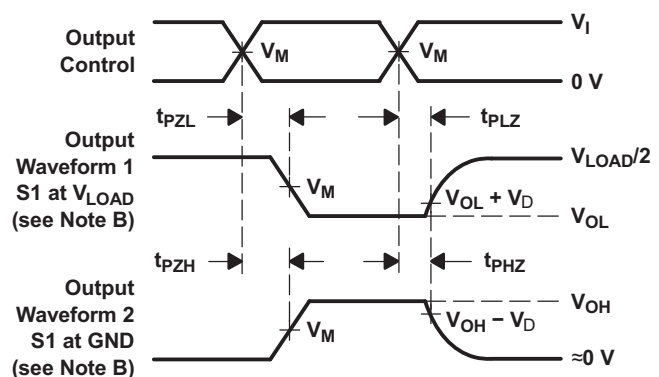 Output
Control
V_M
V_M
V_I
0 V
t_PZL
t_PLZ
Output
Waveform 1
S1 at V_LOAD
(see Note B)
V_M
V_LOAD/2
V_OL + V_D
V_OL
t_PZH
t_PHZ
Output
Waveform 2
S1 at GND
(see Note B)
V_M
V_OH
V_OH − V_D
≈0 V